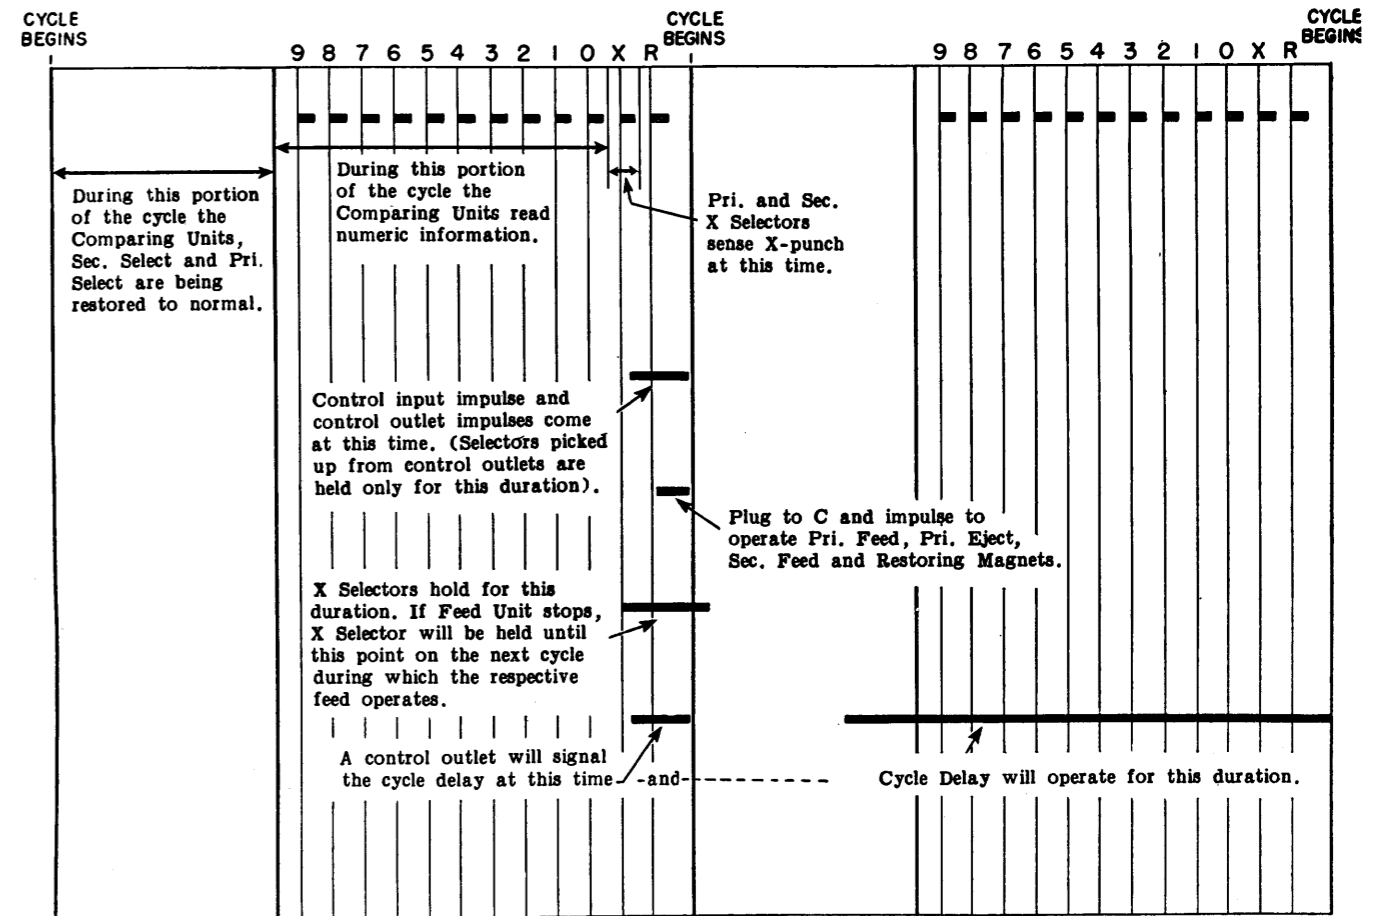 CYCLE
BEGINS
CYCLE
BEGINS
CYCLE
BEGINS
9 8 7 6 5 4 3 2 1 0 X R
9 8 7 6 5 4 3 2 1 0 X R
During this portion
of the cycle the
Comparing Units,
Sec. Select and Pri.
Select are being
restored to normal.
During this portion
of the cycle the
Comparing Units read
numeric information.
Pri. and Sec.
X Selectors
sense X-punch
at this time.
Control input impulse and
control outlet impulses come
at this time. (Selectors picked
up from control outlets are
held only for this duration).
Plug to C and impulse to
operate Pri. Feed, Pri. Eject,
Sec. Feed and Restoring Magnets.
X Selectors hold for this
duration. If Feed Unit stops,
X Selector will be held until
this point on the next cycle
during which the respective
feed operates.
A control outlet will signal
the cycle delay at this time -and- - - - - - - - -
Cycle Delay will operate for this duration.